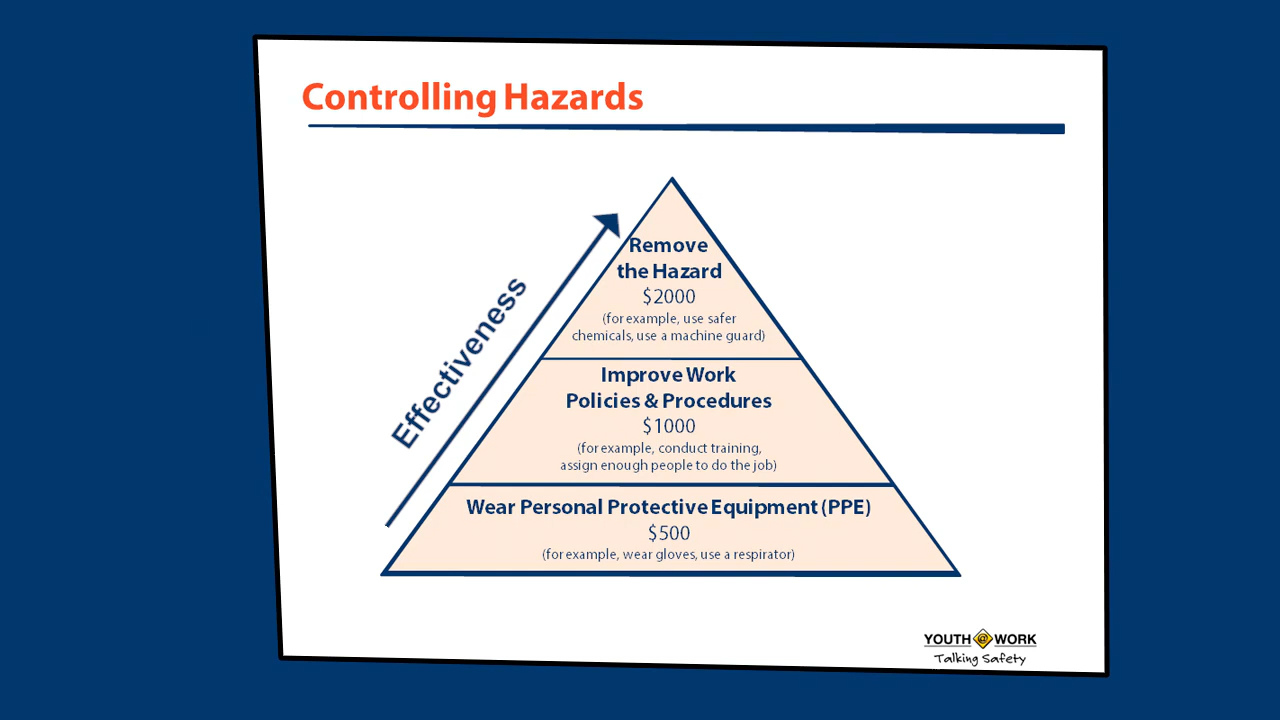 Controlling Hazards
Effectiveness
Remove
the Hazard
$2000
(for example, use safer
chemicals, use a machine guard)
Improve Work
Policies & Procedures
$1000
(for example, conduct training,
assign enough people to do the job)
Wear Personal Protective Equipment (PPE)
$500
(for example, wear gloves, use a respirator)
YOUTH @ WORK
Talking Safety